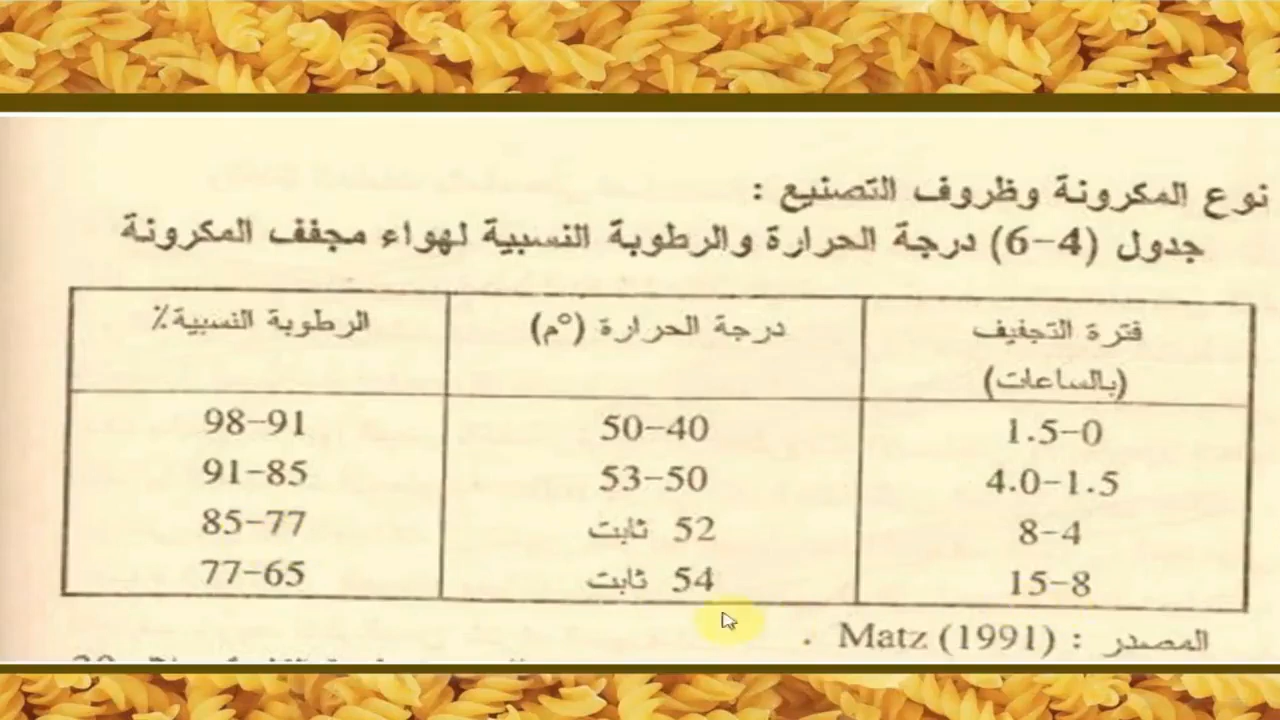 نوع المكرونة وظروف التصنيع :
جدول (4-6) درجة الحرارة والرطوبة النسبية لهواء مجفف المكرونة
فترة التجفيف (بالساعات) درجة الحرارة (°م) الرطوبة النسبية٪
1.5-0 50-40 98-91
4.0-1.5 53-50 91-85
8-4 52 ثابت 85-77
15-8 54 ثابت 77-65
المصدر : Matz (1991) .